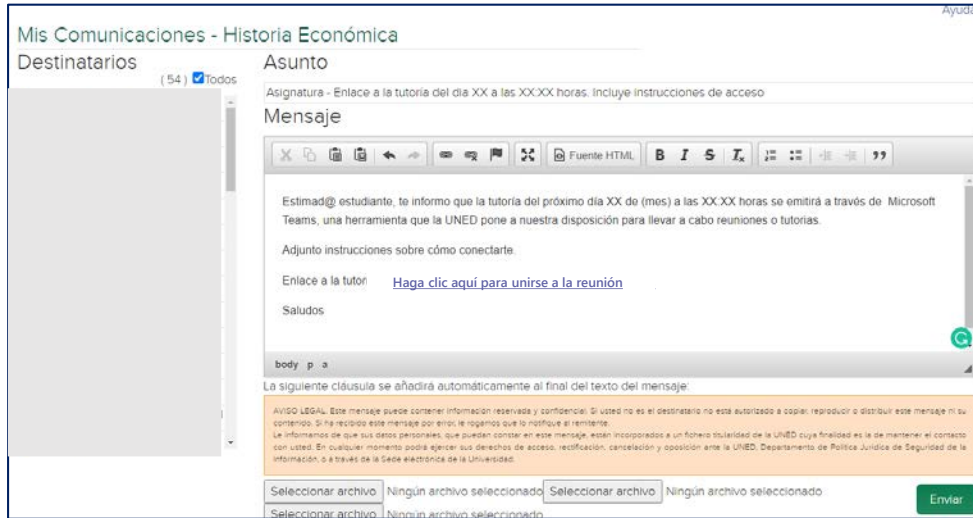 Ayuda
Mis Comunicaciones - Historia Económica
Destinatarios
( 54 ) Todos
Asunto
Asignatura - Enlace a la tutoría del día XX a las XX:XX horas. Incluye instrucciones de acceso
Mensaje
Fuente HTML
B I S Tx
Estimad@ estudiante, te informo que la tutoría del próximo día XX de (mes) a las XX:XX horas se emitirá a través de Microsoft
Teams, una herramienta que la UNED pone a nuestra disposición para llevar a cabo reuniones o tutorias.
Adjunto instrucciones sobre cómo conectarte.
Enlace a la tutor Haga clic aquí para unirse a la reunión
Saludos
body p a
La siguiente cláusula se añadirá automáticamente al final del texto del mensaje:
AVISO LEGAL. Este mensaje puede contener información reservada y confidencial. Si usted no es el destinatario no está autorizado a copiar, reproducir o distribuir este mensaje ni su
contenido. Si ha recibido este mensaje por error, le rogamos que lo notifique al remitente.
Le informamos de que sus datos personales, que puedan constar en este mensaje, están incorporados a un fichero titularidad de la UNED cuya finalidad es la de mantener el contacto
con usted. En cualquier momento podrá ejercer sus derechos de acceso, rectificación, cancelación y oposición ante la UNED, Departamento de Política Jurídica de Seguridad de la
Información, o a través de la Sede electrónica de la Universidad.
Seleccionar archivo Ningún archivo seleccionado Seleccionar archivo Ningún archivo seleccionado
Enviar
Seleccionar archivo Ningún archivo seleccionado